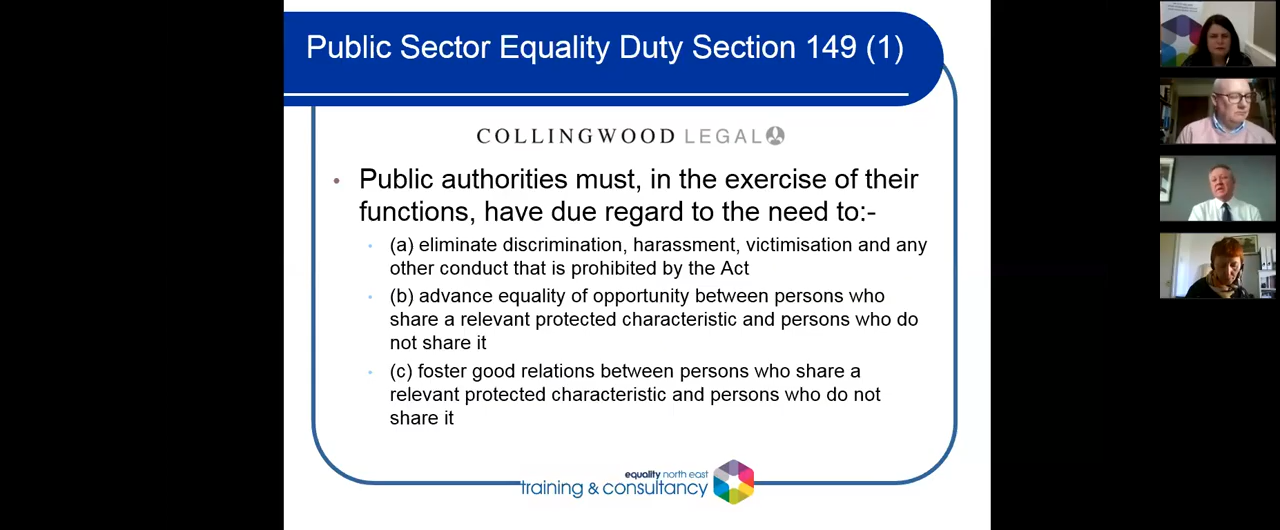 Public Sector Equality Duty Section 149 (1)
COLLINGWOOD LEGAL
• Public authorities must, in the exercise of their
functions, have due regard to the need to:-
• (a) eliminate discrimination, harassment, victimisation and any
other conduct that is prohibited by the Act
• (b) advance equality of opportunity between persons who
share a relevant protected characteristic and persons who do
not share it
• (c) foster good relations between persons who share a
relevant protected characteristic and persons who do not
share it
equality north east
training & consultancy